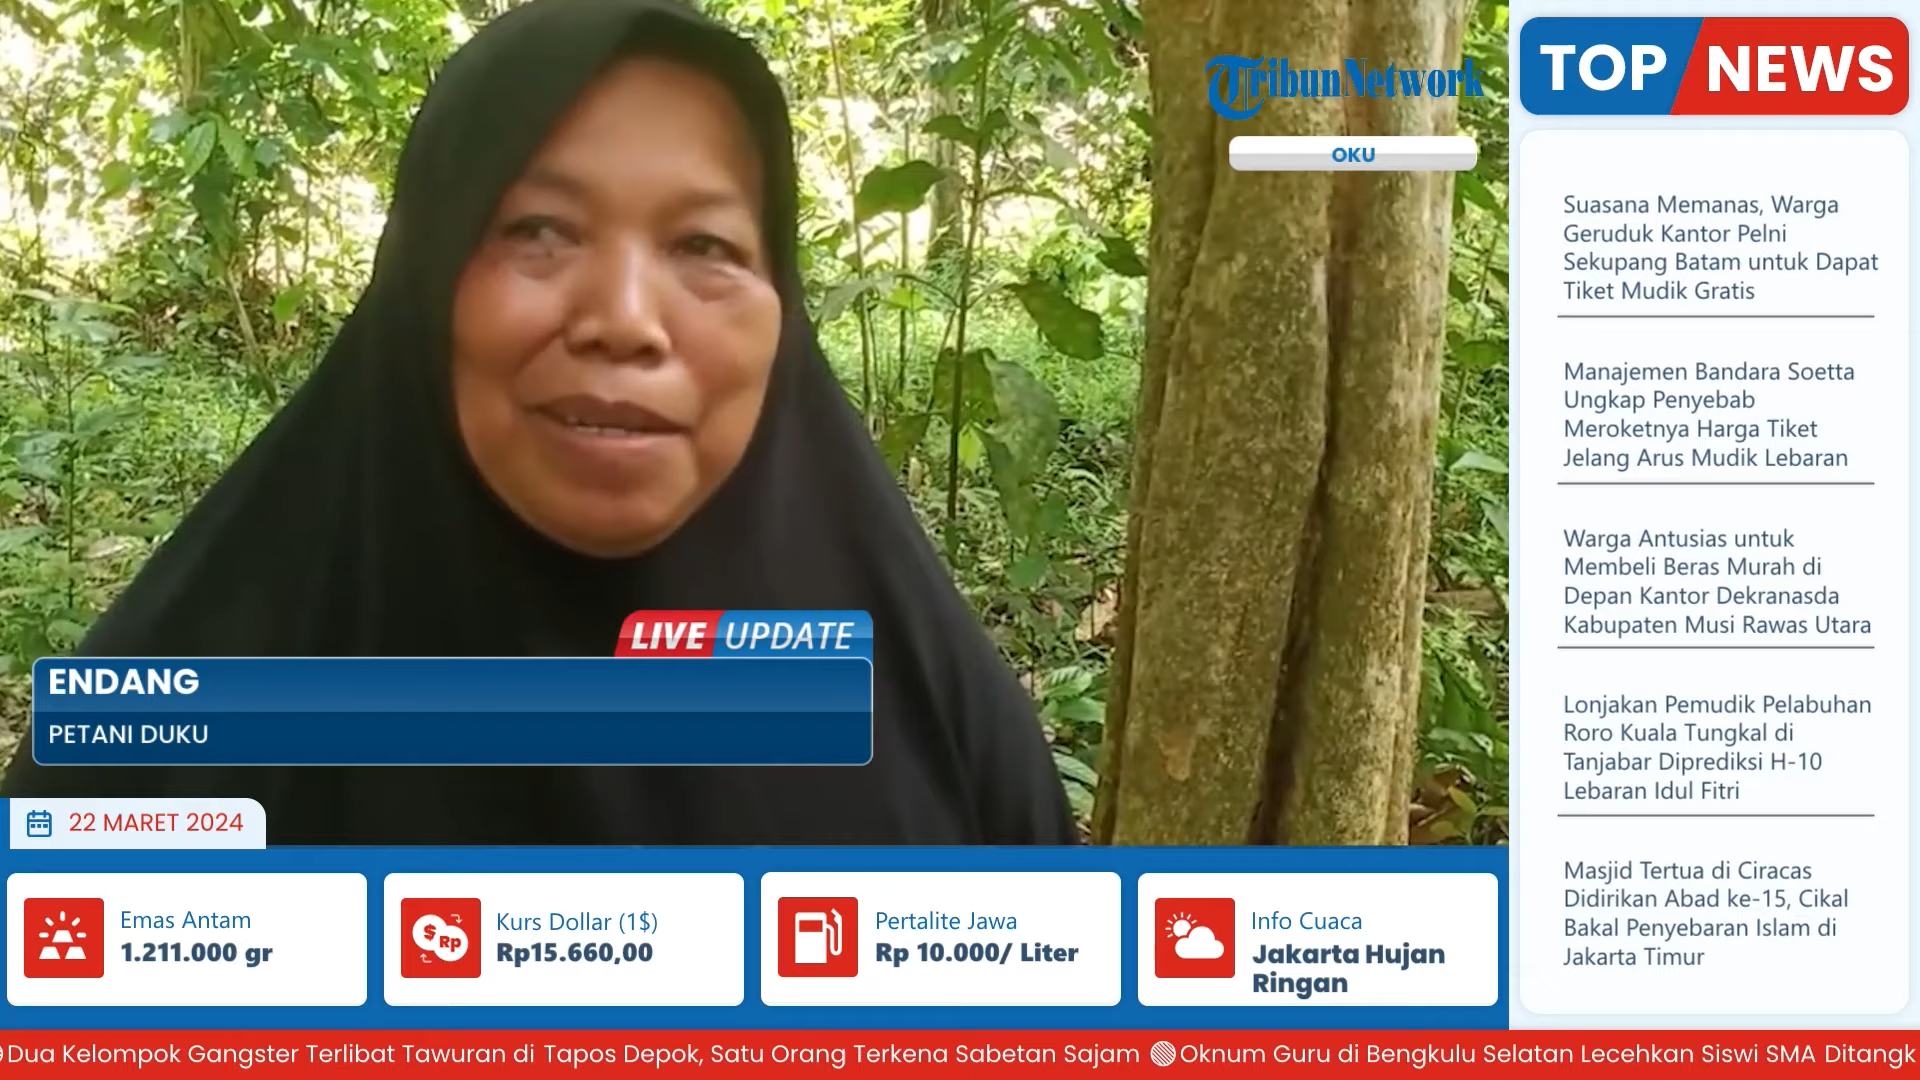 TribunNetwork
OKU
LIVE UPDATE
ENDANG
PETANI DUKU
22 MARET 2024
Emas Antam
1.211.000 gr
Kurs Dollar (1$)
Rp15.660,00
Pertalite Jawa
Rp 10.000/ Liter
Info Cuaca
Jakarta Hujan
Ringan
TOP NEWS
Suasana Memanas, Warga
Geruduk Kantor Pelni
Sekupang Batam untuk Dapat
Tiket Mudik Gratis
Manajemen Bandara Soetta
Ungkap Penyebab
Meroketnya Harga Tiket
Jelang Arus Mudik Lebaran
Warga Antusias untuk
Membeli Beras Murah di
Depan Kantor Dekranasda
Kabupaten Musi Rawas Utara
Lonjakan Pemudik Pelabuhan
Roro Kuala Tungkal di
Tanjabar Diprediksi H-10
Lebaran Idul Fitri
Masjid Tertua di Ciracas
Didirikan Abad ke-15, Cikal
Bakal Penyebaran Islam di
Jakarta Timur
Dua Kelompok Gangster Terlibat Tawuran di Tapos Depok, Satu Orang Terkena Sabetan Sajam Oknum Guru di Bengkulu Selatan Lecehkan Siswi SMA Ditangk